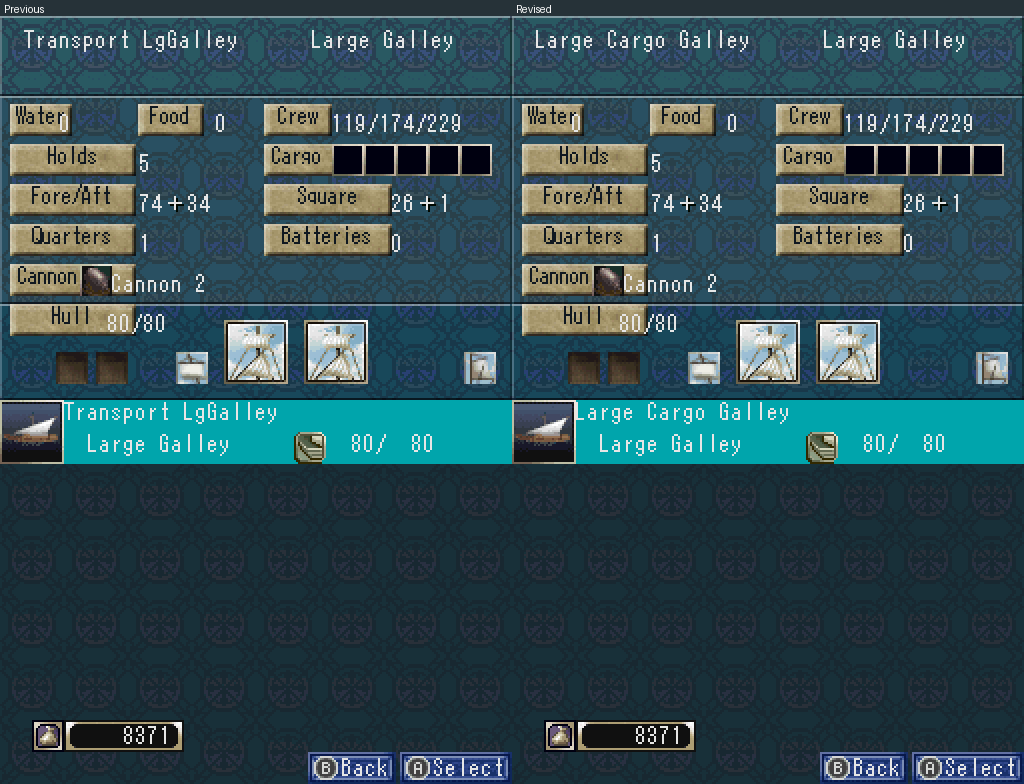 Previous
Transport LgGalley Large Galley
Water 0 Food 0 Crew 119/174/229
Holds 5 Cargo
Fore/Aft 74+34 Square 26+1
Quarters 1 Batteries 0
Cannon Cannon 2
Hull 80/80
Transport LgGalley
Large Galley 80/ 80
8371
B Back A Select
Revised
Large Cargo Galley Large Galley
Water 0 Food 0 Crew 119/174/229
Holds 5 Cargo
Fore/Aft 74+34 Square 26+1
Quarters 1 Batteries 0
Cannon Cannon 2
Hull 80/80
Large Cargo Galley
Large Galley 80/ 80
8371
B Back A Select